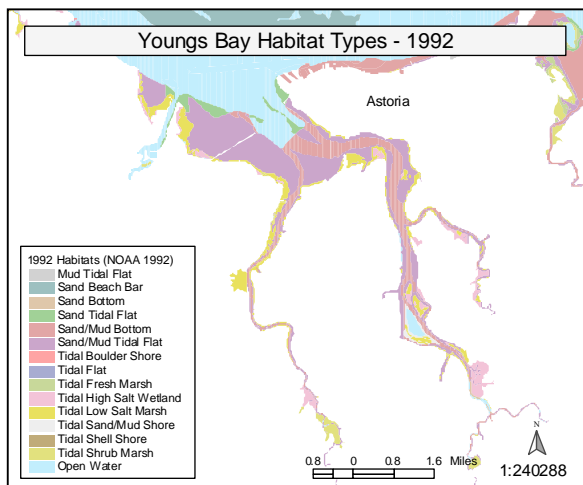 Youngs Bay Habitat Types - 1992
Astoria
1992 Habitats (NOAA 1992)
Mud Tidal Flat
Sand Beach Bar
Sand Bottom
Sand Tidal Flat
Sand/Mud Bottom
Sand/Mud Tidal Flat
Tidal Boulder Shore
Tidal Flat
Tidal Fresh Marsh
Tidal High Salt Wetland
Tidal Low Salt Marsh
Tidal Sand/Mud Shore
Tidal Shell Shore
Tidal Shrub Marsh
Open Water
N
0.8 0 0.8 1.6 Miles
1:240288